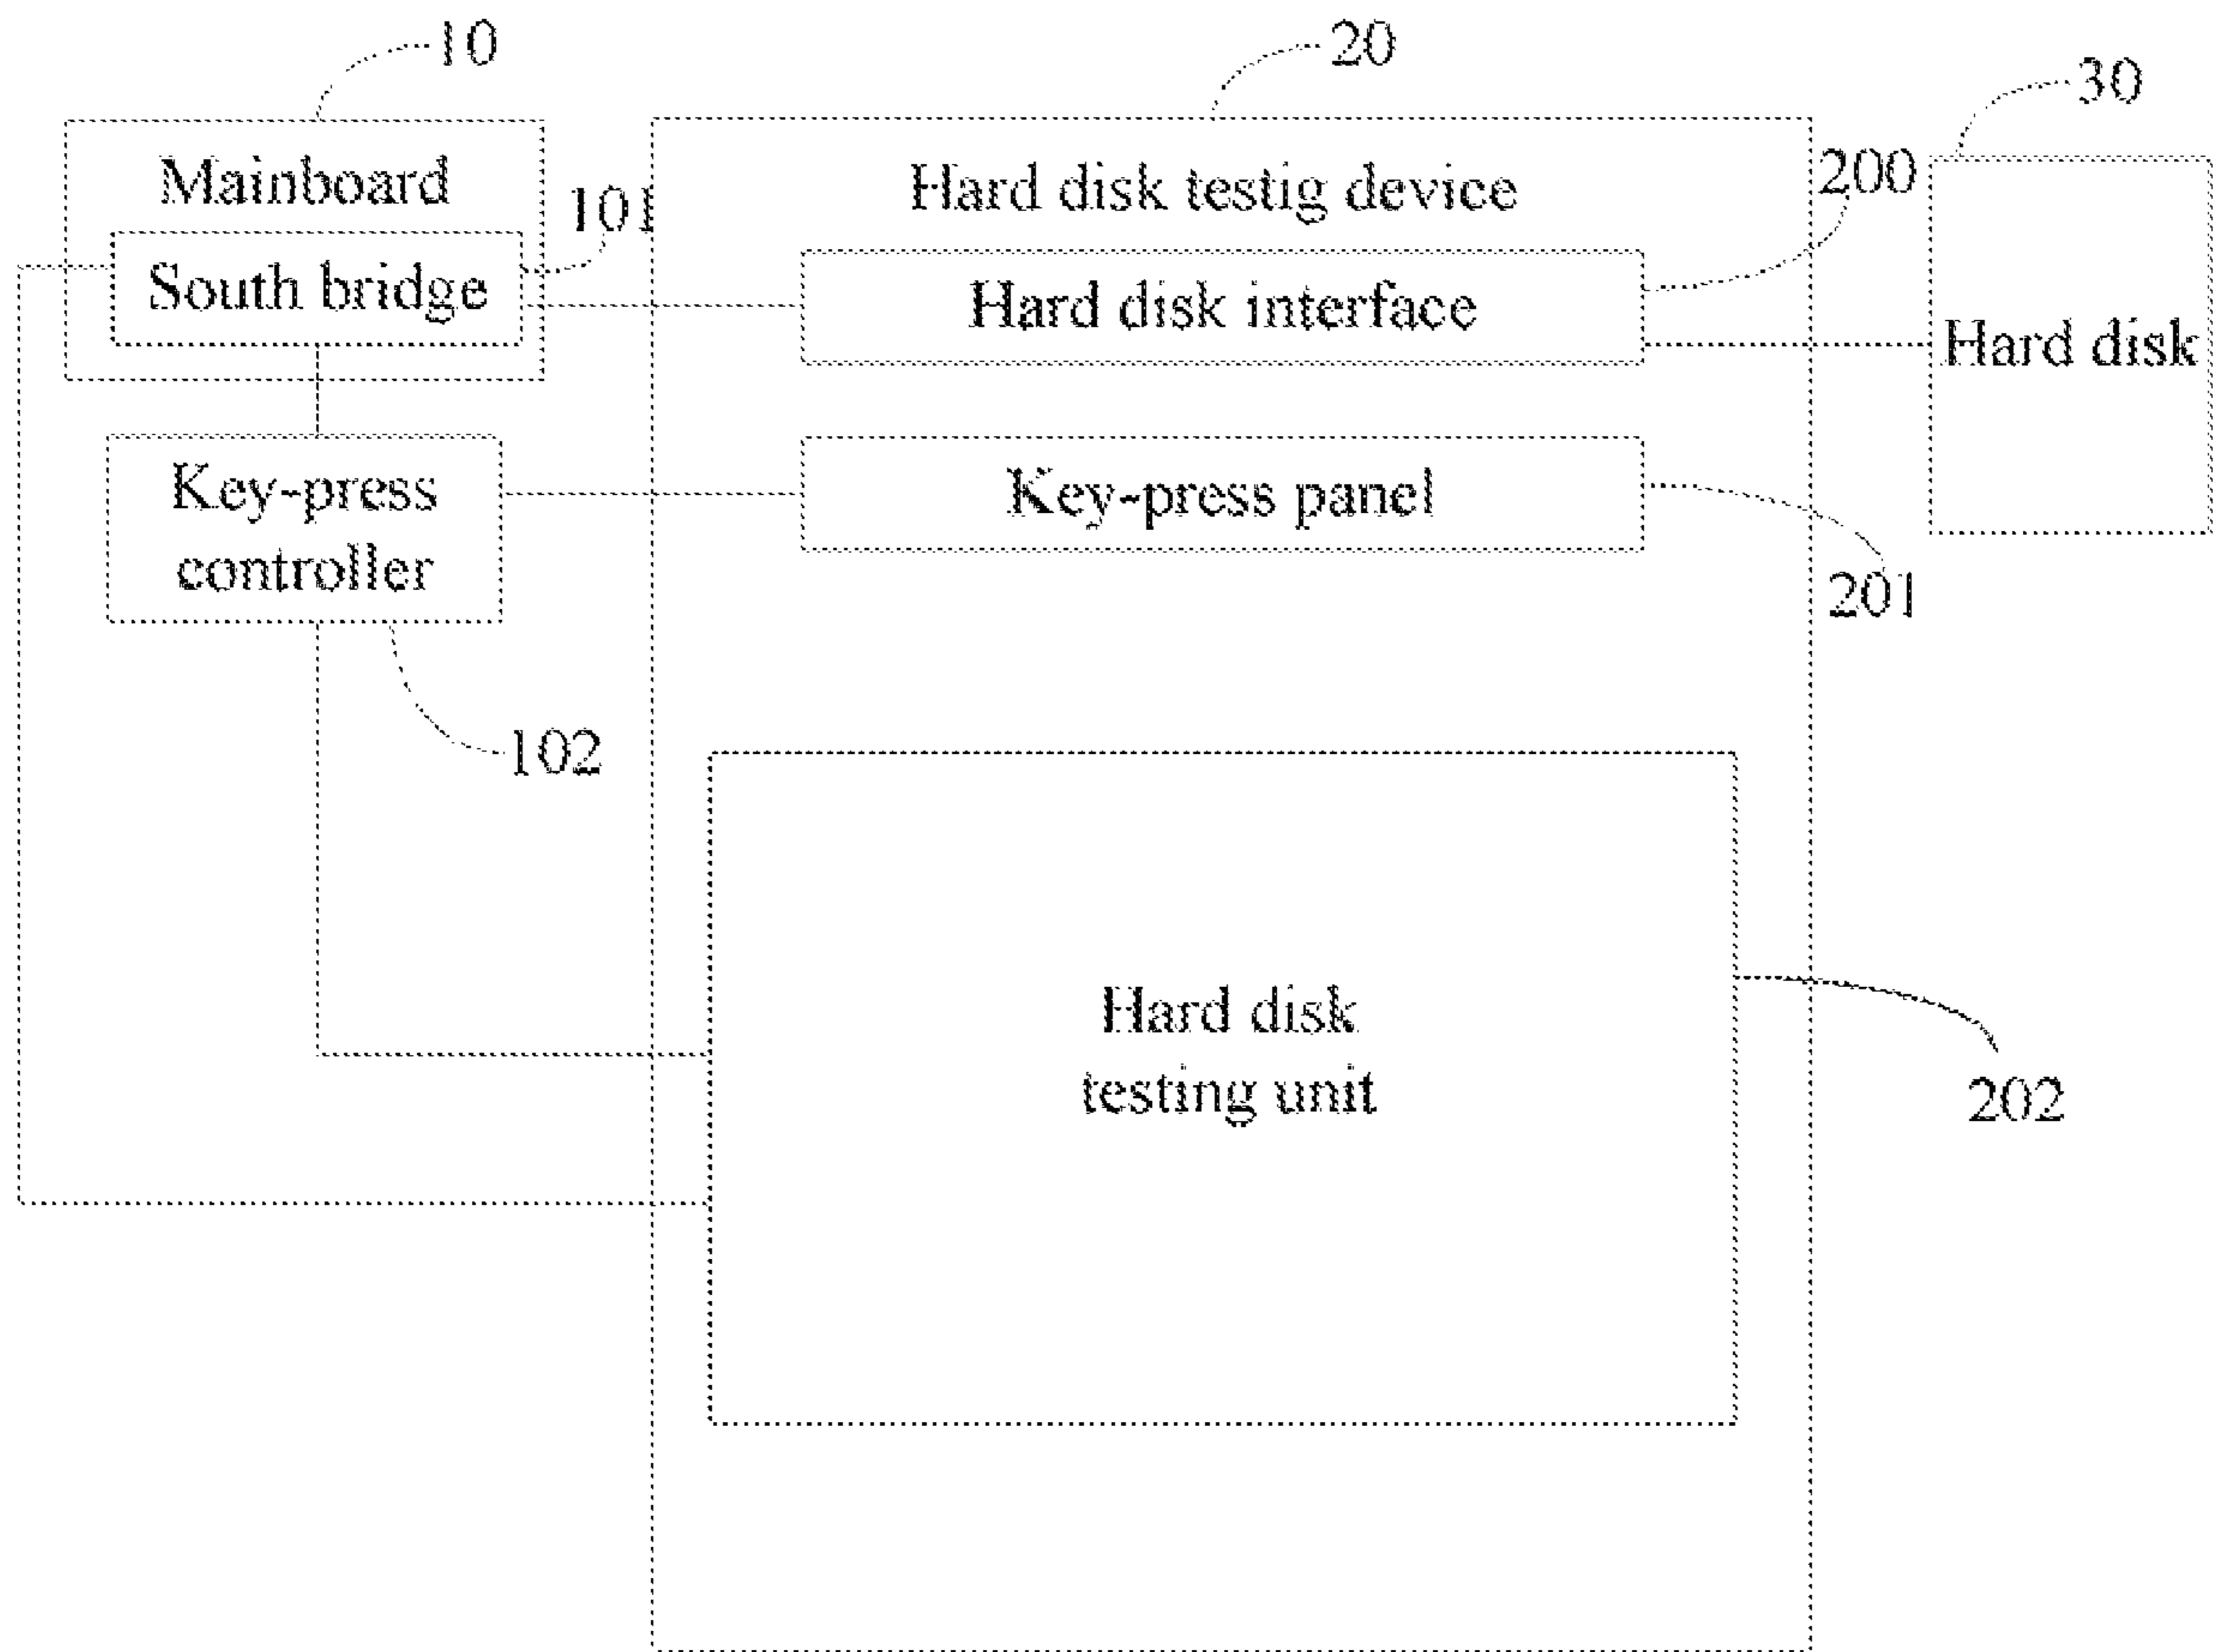 10
20
30
Mainboard
101
Hard disk testig device
200
South bridge
Hard disk interface
Hard disk
Key-press
controller
Key-press panel
201
102
Hard disk
testing unit
202